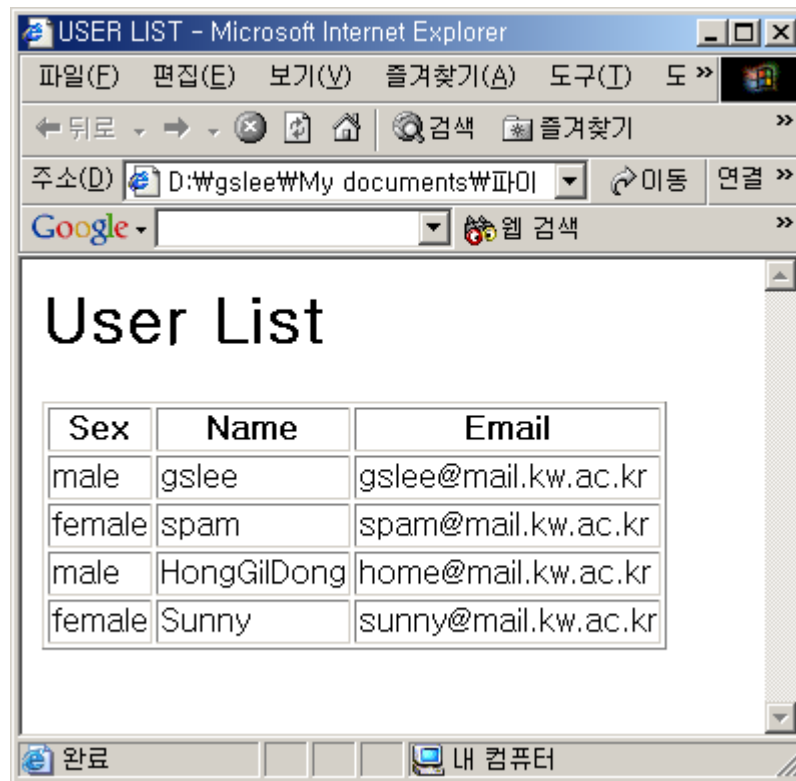 USER LIST - Microsoft Internet Explorer
파일(F) 편집(E) 보기(V) 즐겨찾기(A) 도구(T) 도 »
뒤로 검색 즐겨찾기 »
주소(D) D:₩gslee₩My documents₩파이 이동 연결 »
Google 웹 검색 »
User List
Sex Name Email
male gslee gslee@mail.kw.ac.kr
female spam spam@mail.kw.ac.kr
male HongGilDong home@mail.kw.ac.kr
female Sunny sunny@mail.kw.ac.kr
완료 내 컴퓨터